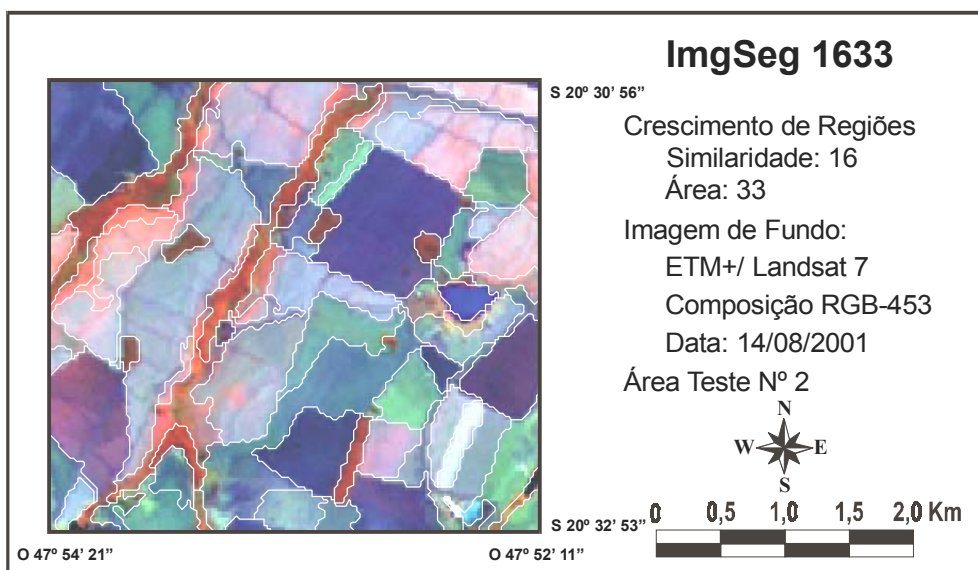 ImgSeg 1633
S 20º 30' 56”
Crescimento de Regiões
Similaridade: 16
Área: 33
Imagem de Fundo:
ETM+/ Landsat 7
Composição RGB-453
Data: 14/08/2001
Área Teste Nº 2
N
W E
S
0 0,5 1,0 1,5 2,0 Km
S 20º 32' 53”
O 47º 54' 21” O 47º 52' 11”